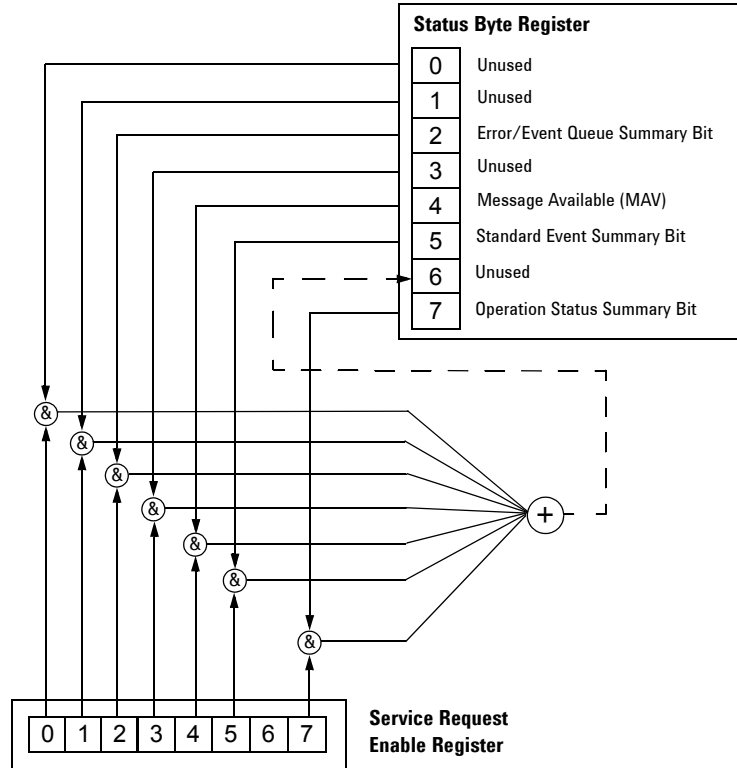 Status Byte Register
0 Unused
1 Unused
2 Error/Event Queue Summary Bit
3 Unused
4 Message Available (MAV)
5 Standard Event Summary Bit
6 Unused
7 Operation Status Summary Bit
&
&
&
&
+
&
&
&
0 1 2 3 4 5 6 7
Service Request
Enable Register